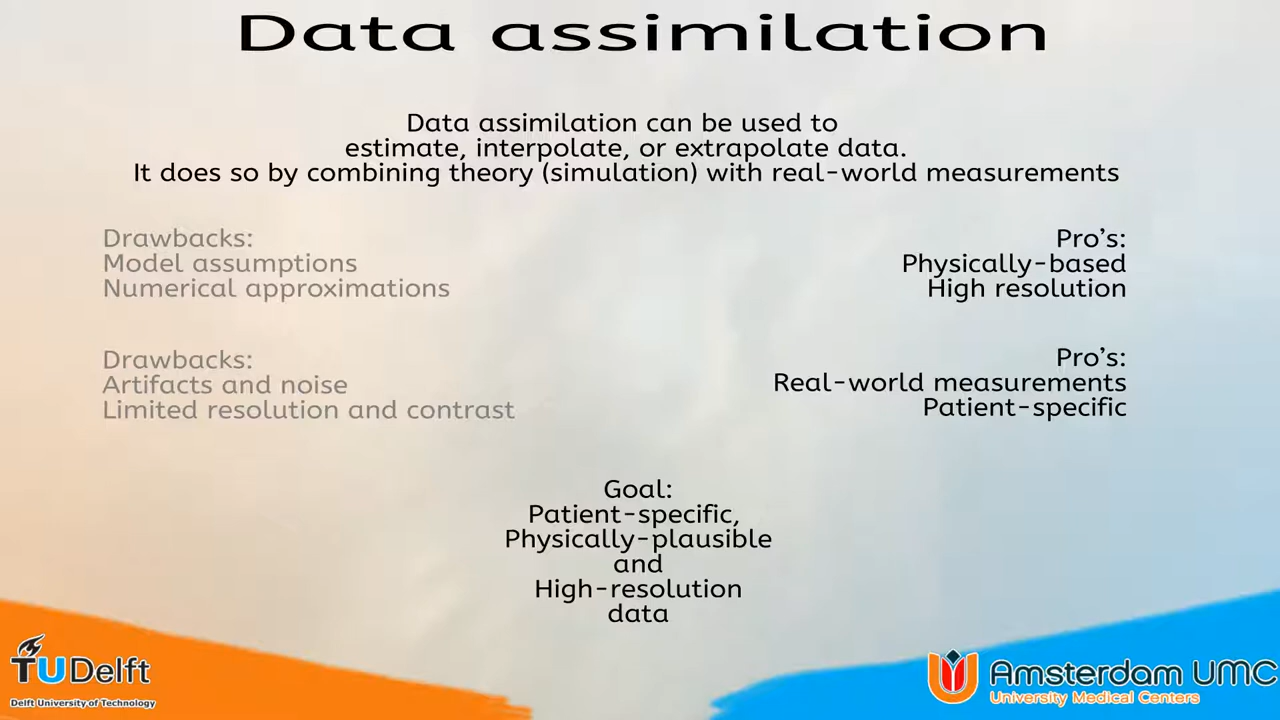 Data assimilation
Data assimilation can be used to
estimate, interpolate, or extrapolate data.
It does so by combining theory (simulation) with real-world measurements
Drawbacks:
Model assumptions
Numerical approximations
Pro's:
Physically-based
High resolution
Drawbacks:
Artifacts and noise
Limited resolution and contrast
Pro's:
Real-world measurements
Patient-specific
Goal:
Patient-specific,
Physically-plausible
and
High-resolution
data
TU Delft
Delft University of Technology
Amsterdam UMC
University Medical Centers